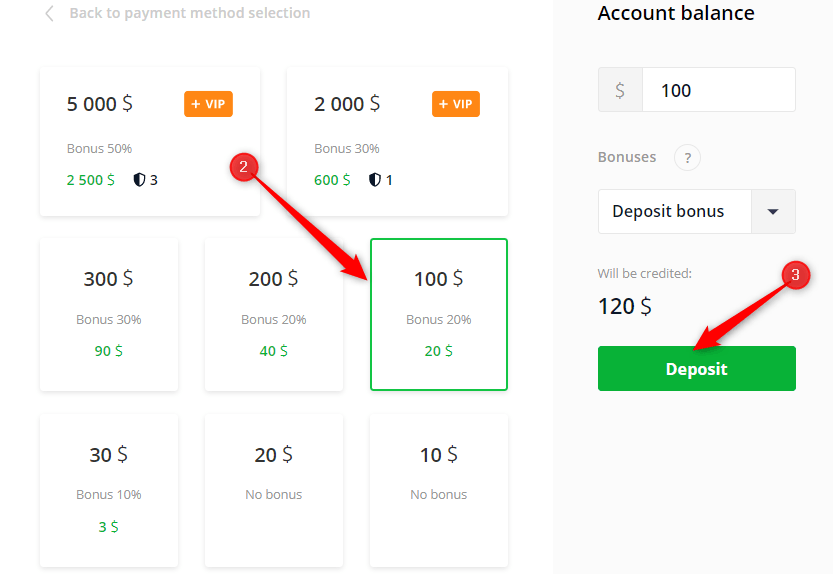 Back to payment method selection
5 000 $ + VIP
Bonus 50%
2 500 $ 3
2 000 $ + VIP
Bonus 30%
600 $ 1
2
300 $
Bonus 30%
90 $
200 $
Bonus 20%
40 $
100 $
Bonus 20%
20 $
30 $
Bonus 10%
3 $
20 $
No bonus
10 $
No bonus
Account balance
$ 100
Bonuses ?
Deposit bonus
Will be credited:
120 $
3
Deposit